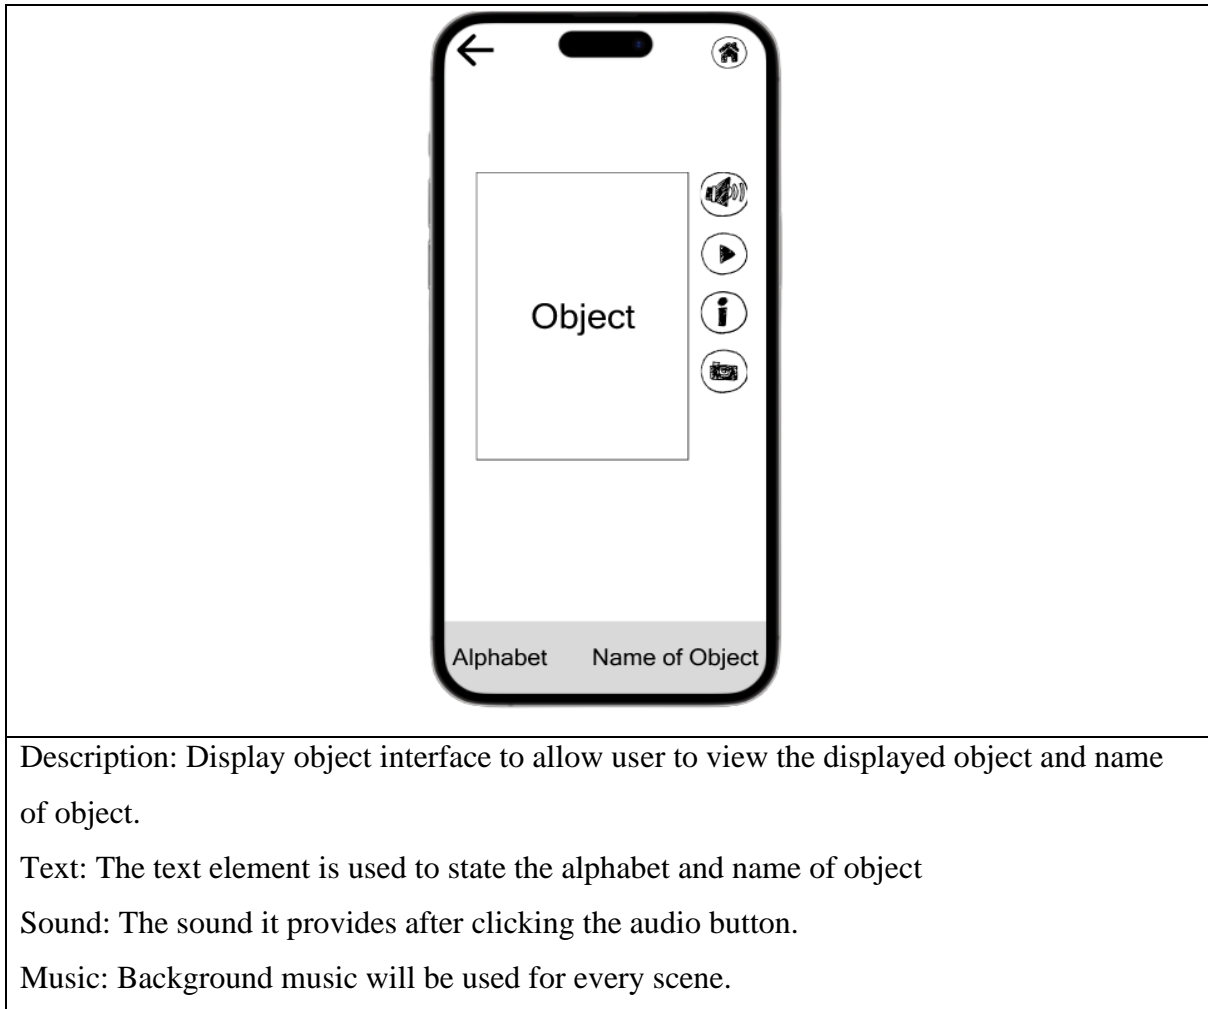 Object
Alphabet Name of Object
Description: Display object interface to allow user to view the displayed object and name
of object.
Text: The text element is used to state the alphabet and name of object
Sound: The sound it provides after clicking the audio button.
Music: Background music will be used for every scene.